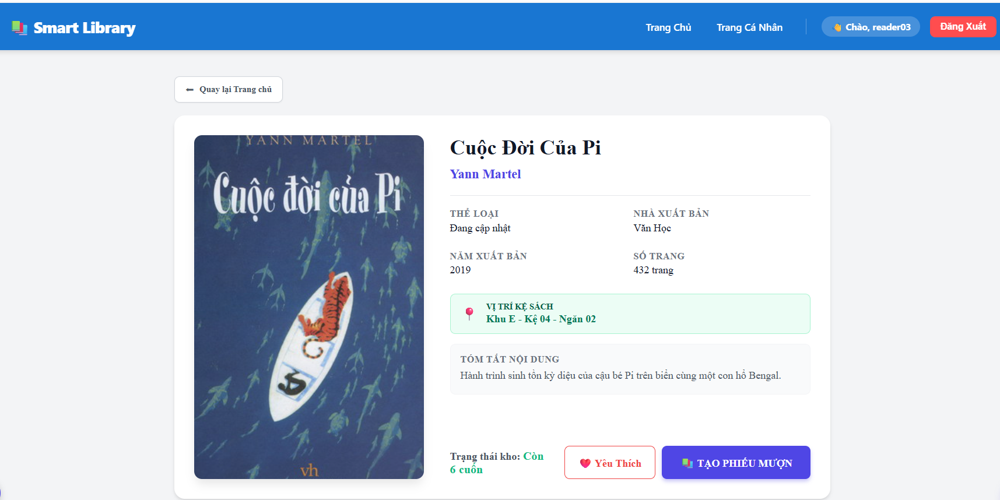 Smart Library
Trang Chủ
Trang Cá Nhân
Chào, reader03
Đăng Xuất
Quay lại Trang chủ
YANN MARTEL
Cuộc đời của Pi
vh
Cuộc Đời Của Pi
Yann Martel
THỂ LOẠI
Đang cập nhật
NHÀ XUẤT BẢN
Văn Học
NĂM XUẤT BẢN
2019
SỐ TRANG
432 trang
VỊ TRÍ KỆ SÁCH
Khu E - Kệ 04 - Ngăn 02
TÓM TẮT NỘI DUNG
Hành trình sinh tồn kỳ diệu của cậu bé Pi trên biển cùng một con hổ Bengal.
Trạng thái kho: Còn
6 cuốn
Yêu Thích
TẠO PHIẾU MƯỢN